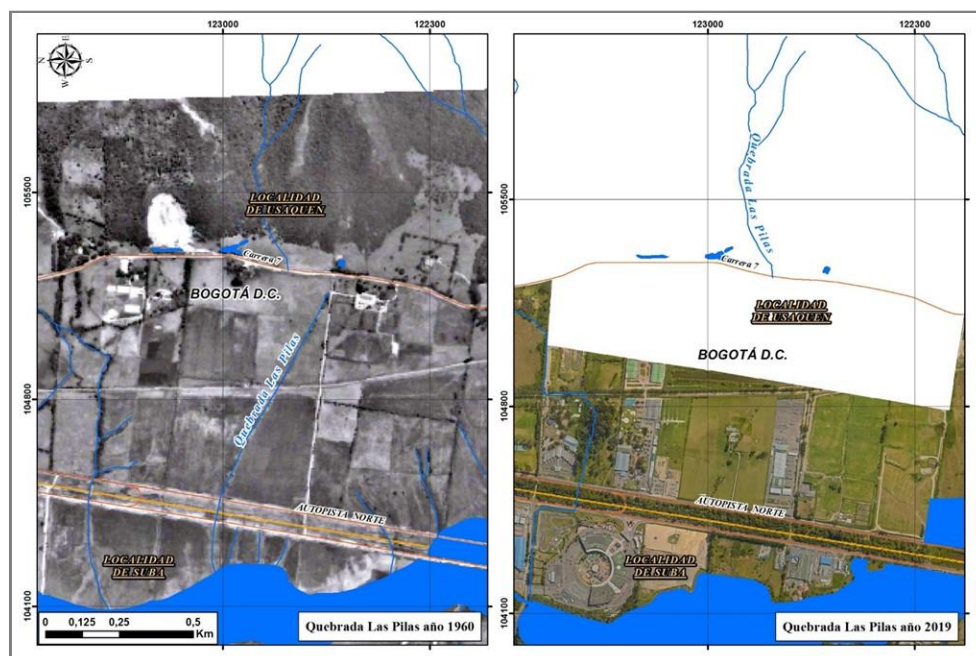 123000
122300
123000
122300
N
E
S
W
105500
104800
104100
105500
104800
104100
LOCALIDAD
DE USAQUEN
Carrera 7
BOGOTÁ D.C.
Quebrada Las Pilas
AUTOPISTA NORTE
LOCALIDAD
DE SUBA
0 0,125 0,25 0,5
Km
Quebrada Las Pilas año 1960
Quebrada Las Pilas
Carrera 7
LOCALIDAD
DE USAQUEN
BOGOTÁ D.C.
AUTOPISTA NORTE
LOCALIDAD
DE SUBA
Quebrada Las Pilas año 2019